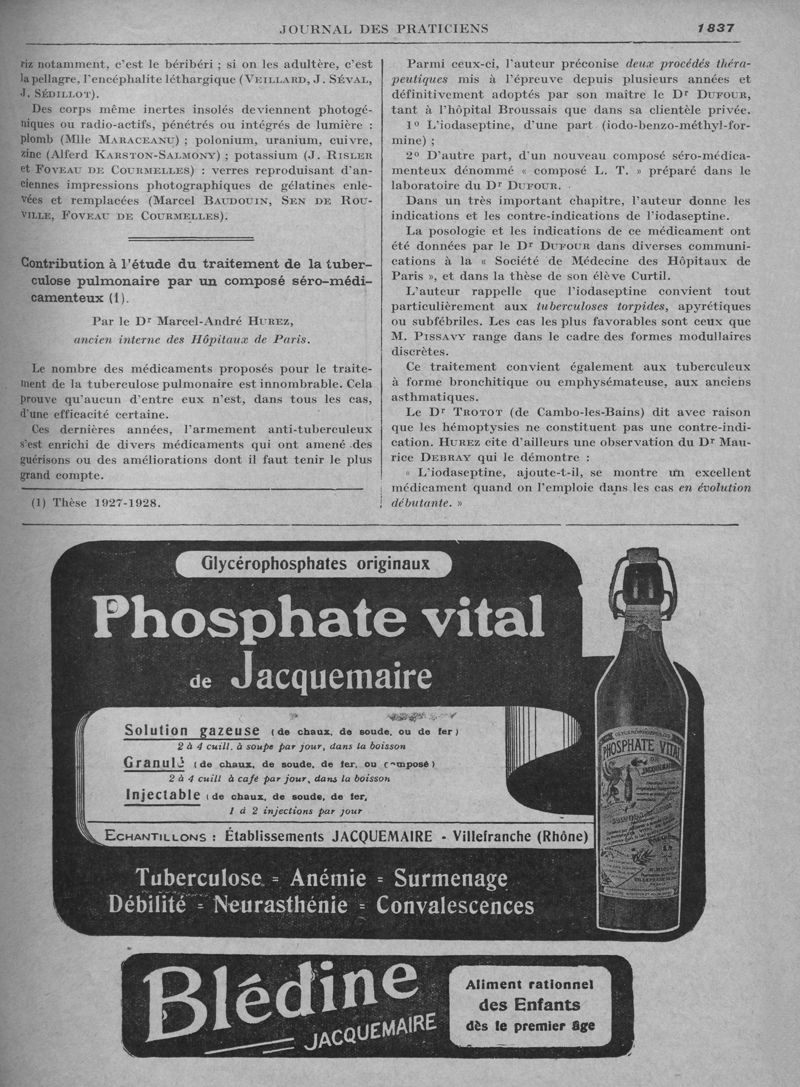 JOURNAL DES PRATICIENS 1837
riz notamment, c'est le béribéri ; si on les adultère, c'est
la pellagre, l'encéphalite léthargique (VEILLARD, J. SÉVAL,
J. SÉDILLOT).
Des corps même inertes insolés deviennent photogé-
niques ou radio-actifs, pénétrés ou intégrés de lumière :
plomb (Mlle MARACEANU) ; polonium, uranium, cuivre,
zinc (Alferd KARSTON-SALMONY) ; potassium (J. RISLER
et FOVEAU DE COURMELLES) : verres reproduisant d'an-
ciennes impressions photographiques de gélatines enle-
vées et remplacées (Marcel BAUDOUIN, SEN DE ROU-
VILLE, FOVEAU DE COURMELLES).
Contribution à l'étude du traitement de la tuber-
culose pulmonaire par un composé séro-médi-
camenteux (1).
Par le Dr Marcel-André HUREZ,
ancien interne des Hôpitaux de Paris.
Le nombre des médicaments proposés pour le traite-
ment de la tuberculose pulmonaire est innombrable. Cela
prouve qu'aucun d'entre eux n'est, dans tous les cas,
d'une efficacité certaine.
Ces dernières années, l'armement anti-tuberculeux
s'est enrichi de divers médicaments qui ont amené des
guérisons ou des améliorations dont il faut tenir le plus
grand compte.
(1) Thèse 1927-1928.
Parmi ceux-ci, l'auteur préconise deux procédés théra-
peutiques mis à l'épreuve depuis plusieurs années et
définitivement adoptés par son maître le Dr DUFOUR,
tant à l'hôpital Broussais que dans sa clientèle privée.
1º L'iodaseptine, d'une part (iodo-benzo-méthyl-for-
mine) ;
2º D'autre part, d'un nouveau composé séro-médica-
menteux dénommé « composé L. T. » préparé dans le
laboratoire du Dr DUFOUR.
Dans un très important chapitre, l'auteur donne les
indications et les contre-indications de l'iodaseptine.
La posologie et les indications de ce médicament ont
été données par le Dr DUFOUR dans diverses communi-
cations à la « Société de Médecine des Hôpitaux de
Paris », et dans la thèse de son élève Curtil.
L'auteur rappelle que l'iodaseptine convient tout
particulièrement aux tuberculoses torpides, apyrétiques
ou subfébriles. Les cas les plus favorables sont ceux que
M. PISSAVY range dans le cadre des formes modullaires
discrètes.
Ce traitement convient également aux tuberculeux
à forme bronchitique ou emphysémateuse, aux anciens
asthmatiques.
Le Dr TROTOT (de Cambo-les-Bains) dit avec raison
que les hémoptysies ne constituent pas une contre-indi-
cation. HUREZ cite d'ailleurs une observation du Dr Mau-
rice DEBRAY qui le démontre :
« L'iodaseptine, ajoute-t-il, se montre un excellent
médicament quand on l'emploie dans les cas en évolution
débutante. »
Glycérophosphates originaux
Phosphate vital
de Jacquemaire
Solution gazeuse (de chaux, de soude, ou de fer)
2 à 4 cuill. à soupe par jour, dans la boisson
Granulé (de chaux, de soude, de fer, ou composé)
2 à 4 cuill à café par jour, dans la boisson
Injectable (de chaux, de soude, de fer,
1 à 2 injections par jour
ECHANTILLONS : Établissements JACQUEMAIRE - Villefranche (Rhône)
Tuberculose = Anémie = Surmenage
Débilité = Neurasthénie = Convalescences
PHOSPHATE VITAL
DE
JACQUEMAIRE
Blédine
JACQUEMAIRE
Aliment rationnel
des Enfants
dès le premier âge